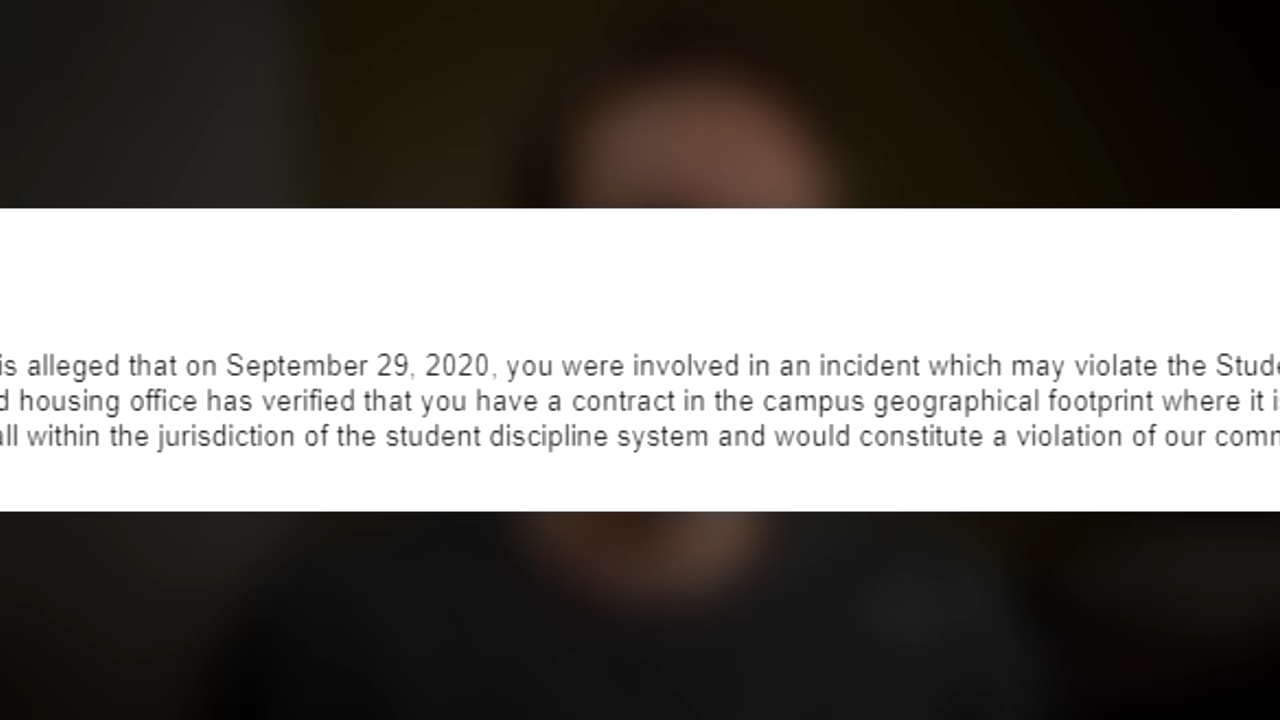 is alleged that on September 29, 2020, you were involved in an incident which may violate the
housing office has verified that you have a contract in the campus geographical footprint where it
within the jurisdiction of the student discipline system and would constitute a violation of our